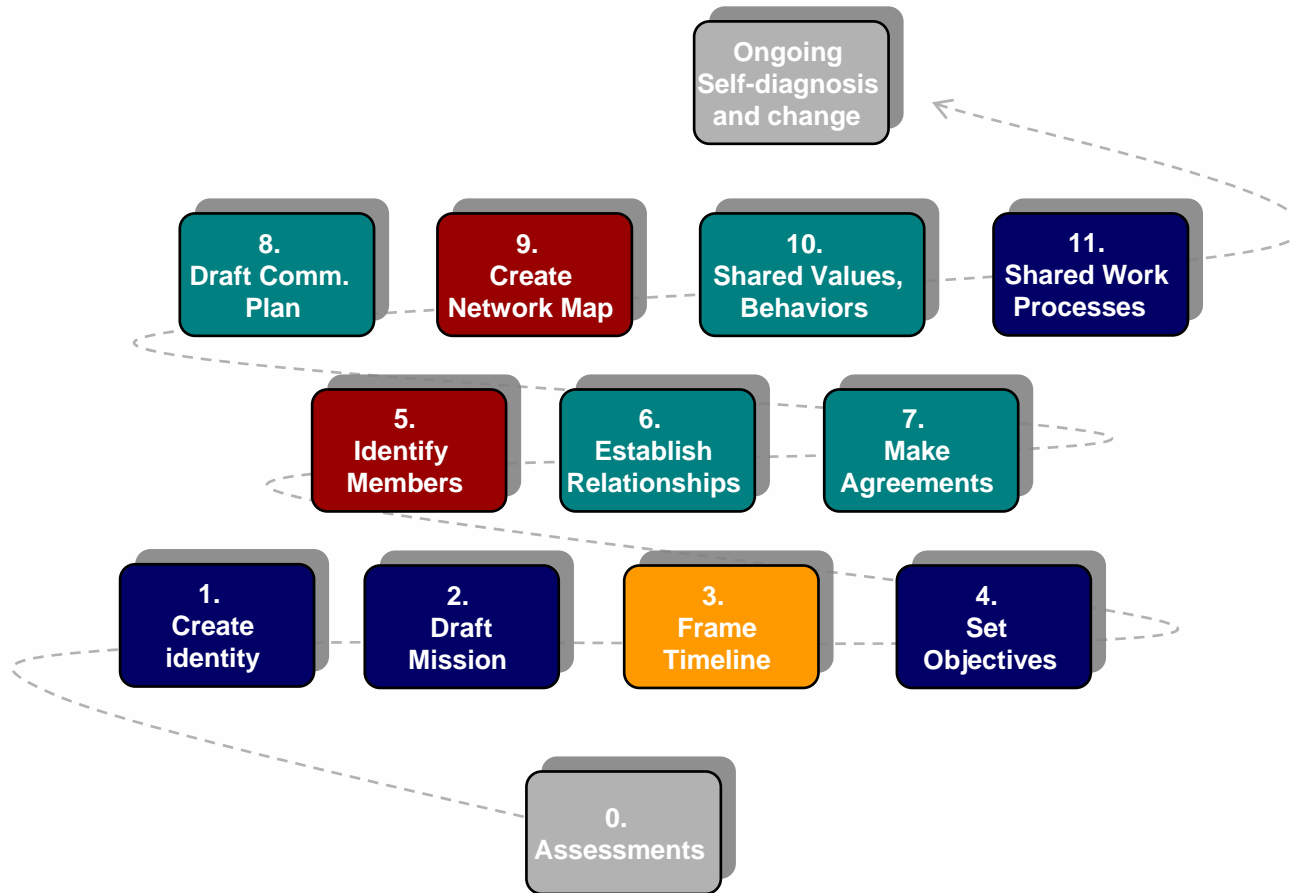 Ongoing
Self-diagnosis
and change
8.
Draft Comm.
Plan
9.
Create
Network Map
10.
Shared Values,
Behaviors
11.
Shared Work
Processes
5.
Identify
Members
6.
Establish
Relationships
7.
Make
Agreements
1.
Create
identity
2.
Draft
Mission
3.
Frame
Timeline
4.
Set
Objectives
0.
Assessments